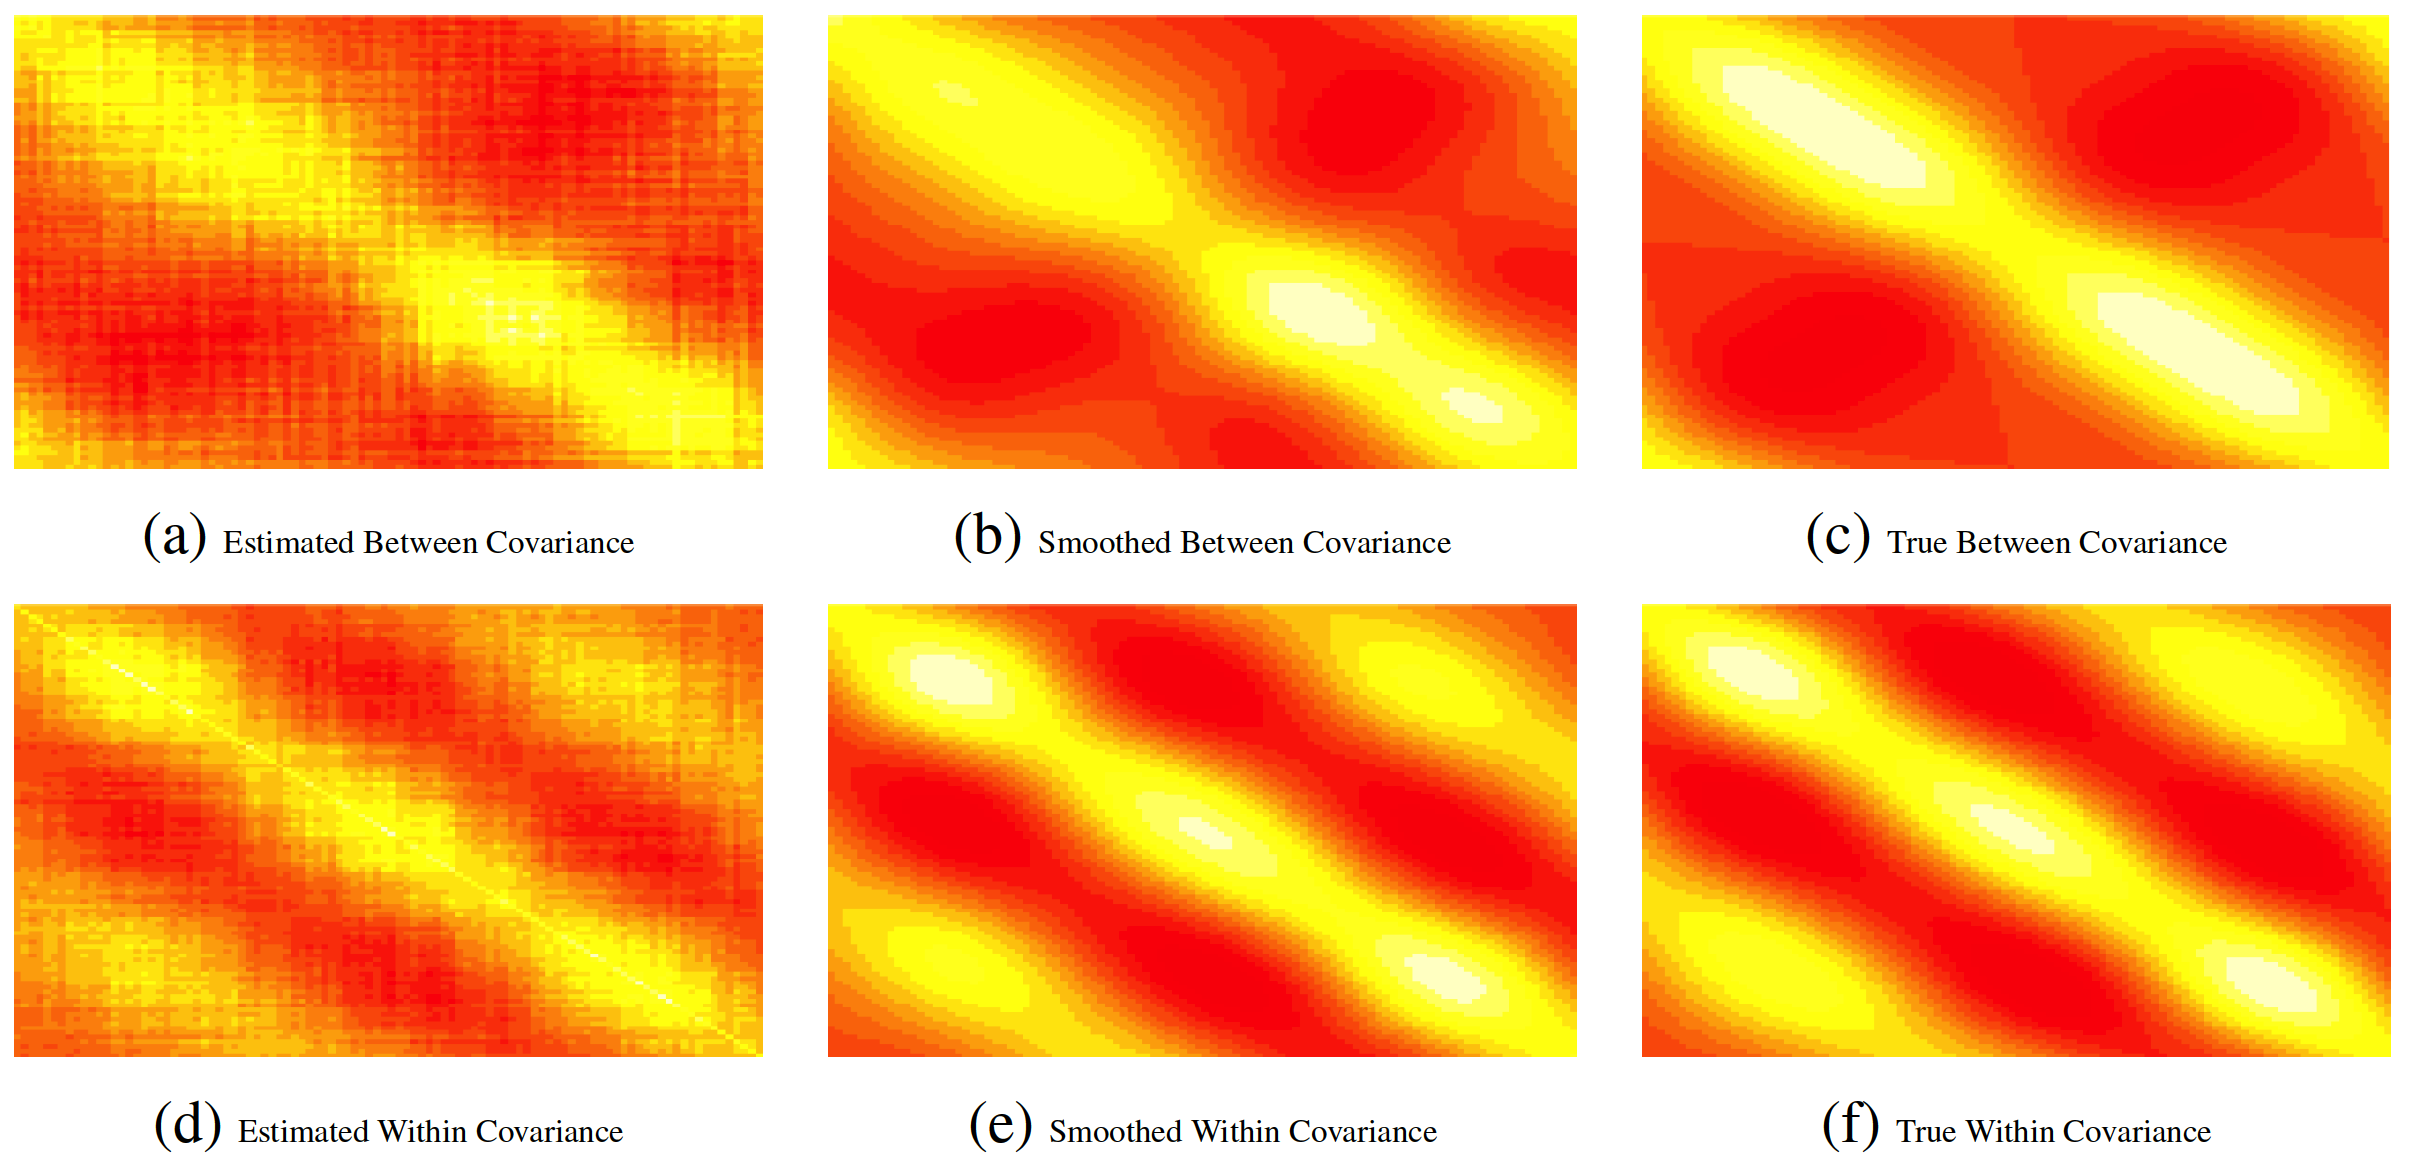 (a) Estimated Between Covariance
(b) Smoothed Between Covariance
(c) True Between Covariance
(d) Estimated Within Covariance
(e) Smoothed Within Covariance
(f) True Within Covariance